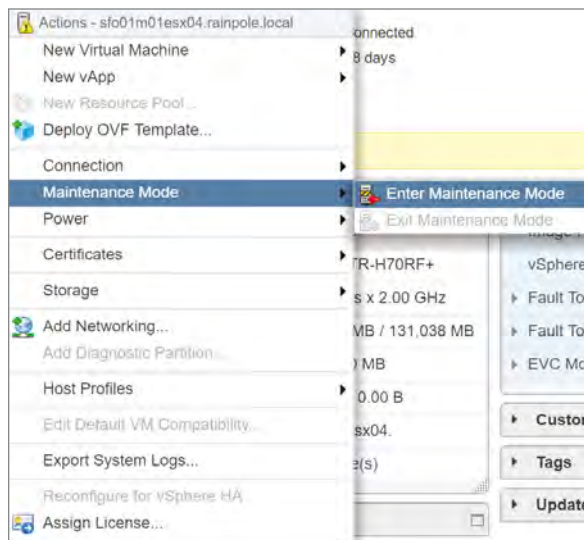 Actions - sfo01m01esx04.rainpole.local
New Virtual Machine
New vApp
New Resource Pool...
Deploy OVF Template...
Connection
Maintenance Mode
Power
Certificates
Storage
Add Networking...
Add Diagnostic Partition...
Host Profiles
Edit Default VM Compatibility...
Export System Logs...
Reconfigure for vSphere HA
Assign License...
Enter Maintenance Mode
Exit Maintenance Mode
onnected
8 days
TR-H70RF+
s x 2.00 GHz
MB / 131,038 MB
MB
0.00 B
sx04.
e(s)
vSphere
Fault To
Fault To
EVC Mo
Custor
Tags
Update